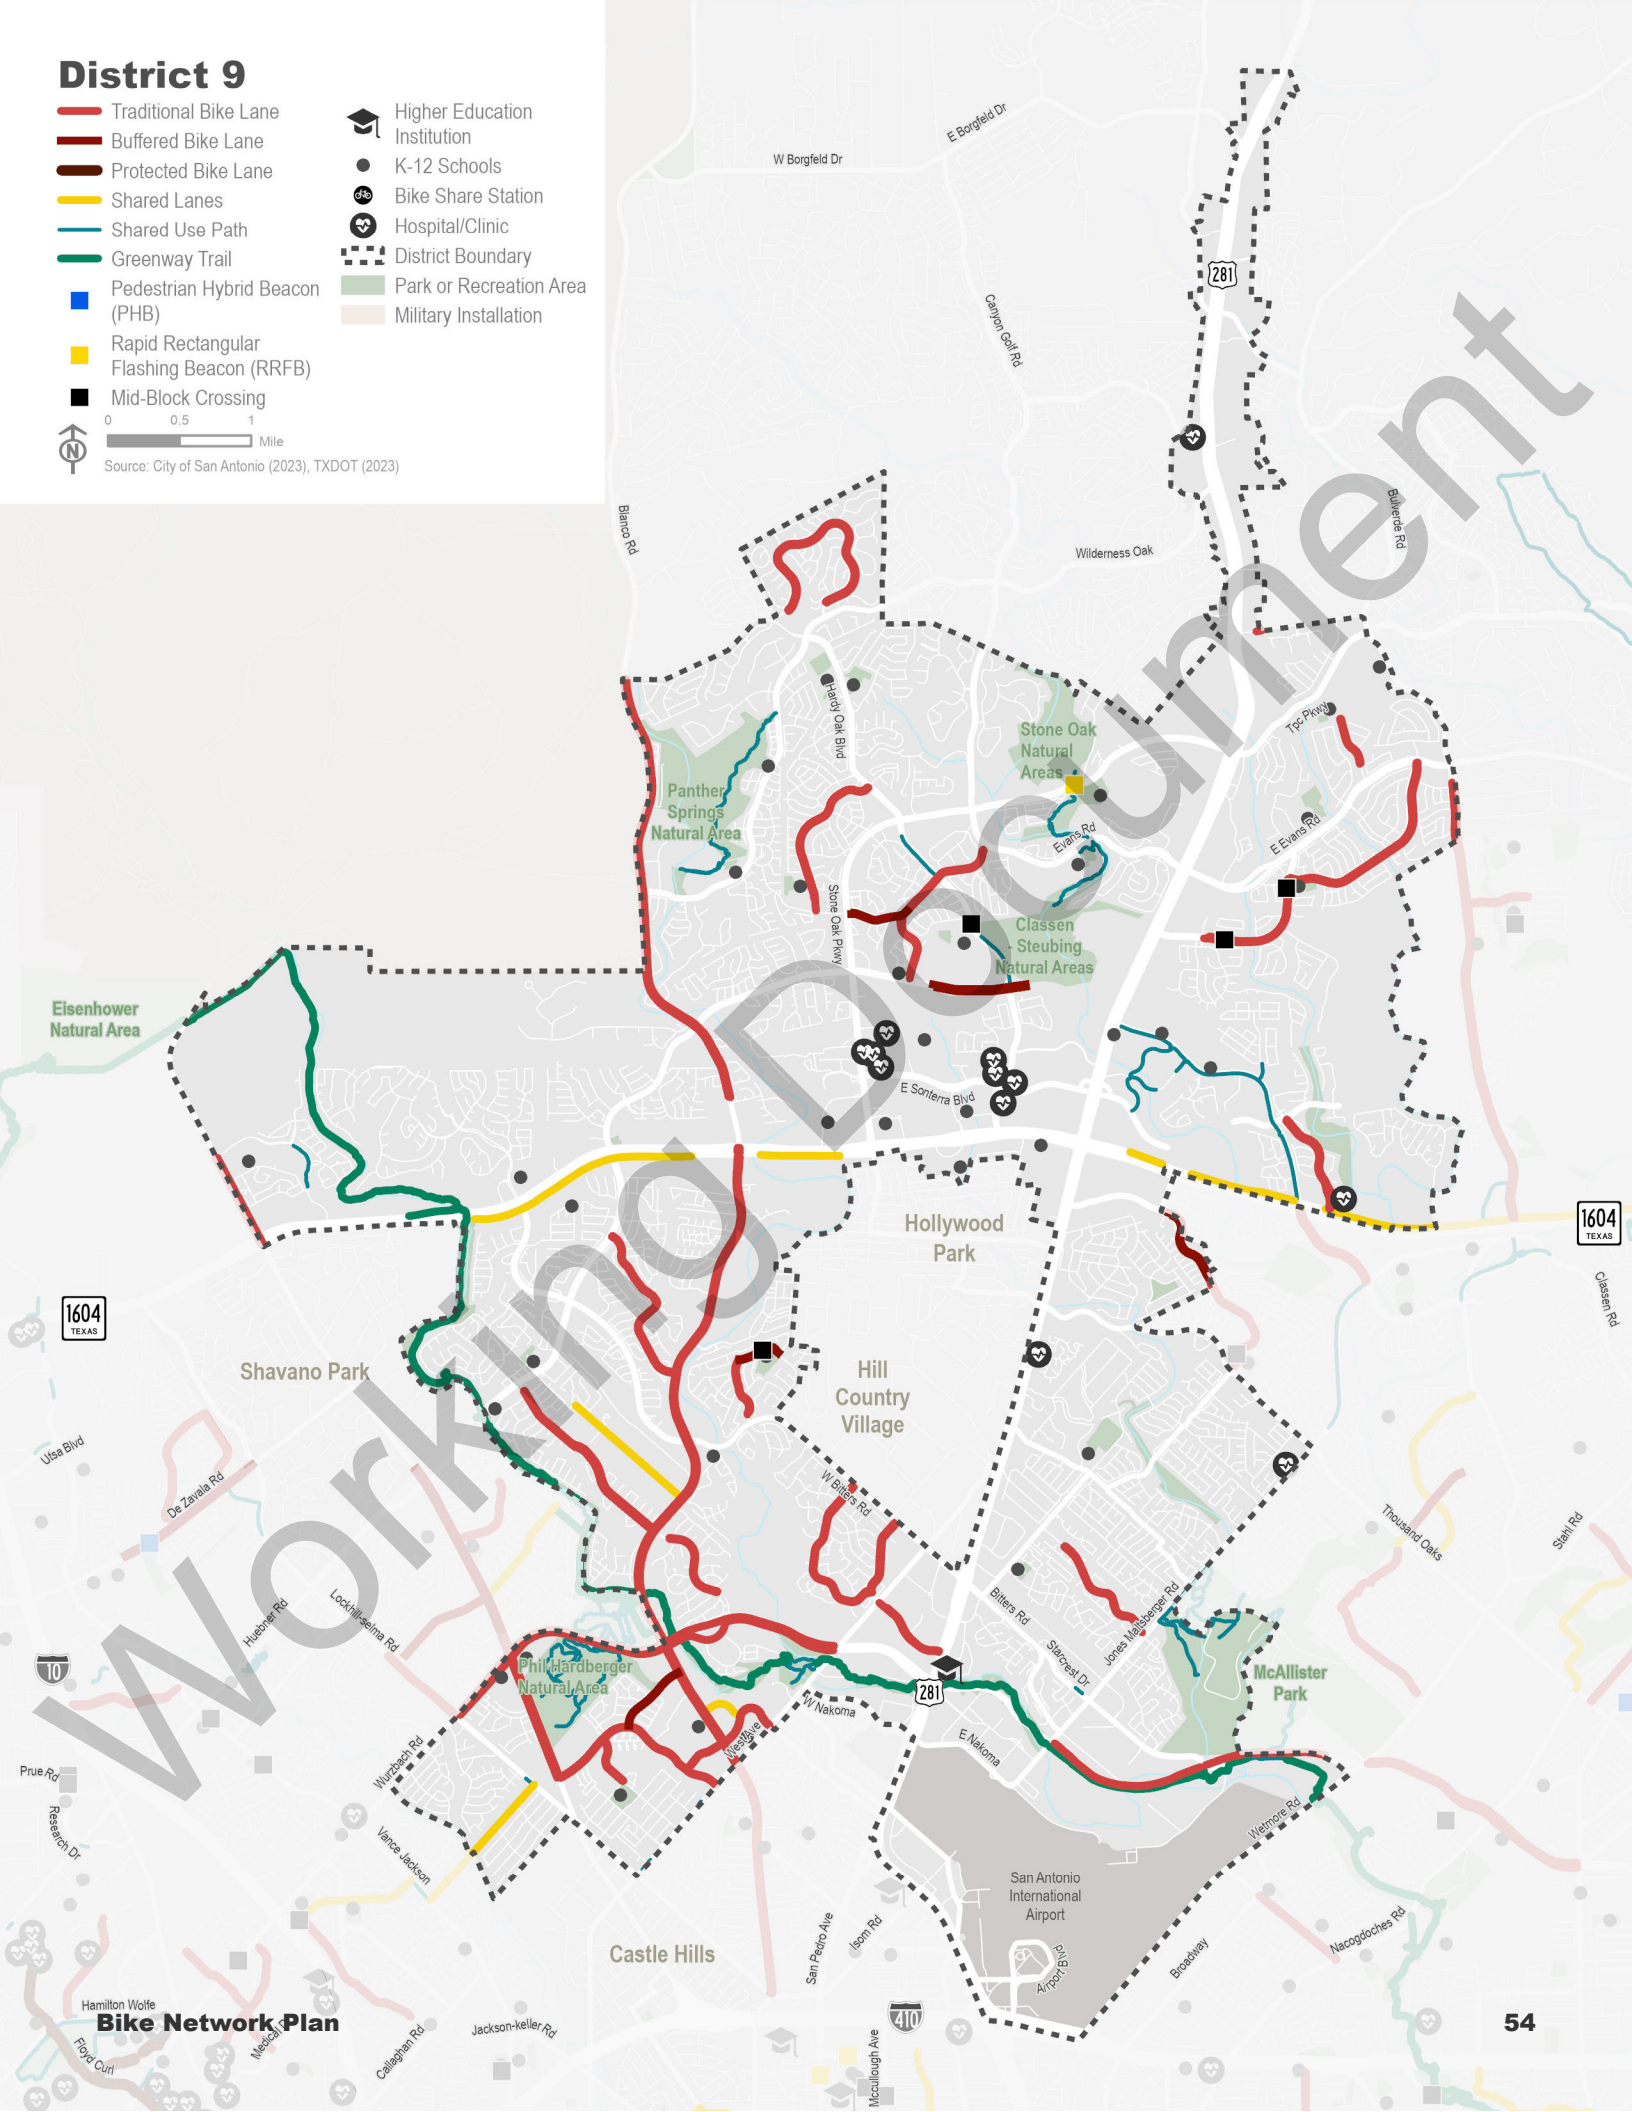 District 9
Traditional Bike Lane
Buffered Bike Lane
Protected Bike Lane
Shared Lanes
Shared Use Path
Greenway Trail
Pedestrian Hybrid Beacon
(PHB)
Rapid Rectangular
Flashing Beacon (RRFB)
Mid-Block Crossing
Higher Education
Institution
K-12 Schools
Bike Share Station
Hospital/Clinic
District Boundary
Park or Recreation Area
Military Installation
0 0.5 1
Mile
N
Source: City of San Antonio (2023), TXDOT (2023)
E Borgfeld Dr
W Borgfeld Dr
281
Canyon Golf Rd
Blanco Rd
Bulverde Rd
Wilderness Oak
Hardy Oak Blvd
Tpc Pkwy
Stone Oak
Natural
Areas
Panther
Springs
Natural Area
Evans Rd
E Evans Rd
Stone Oak Pkwy
Classen
- Steubing
Natural Areas
Eisenhower
Natural Area
E Sonterra Blvd
Hollywood
Park
1604
TEXAS
1604
TEXAS
Classen Rd
Shavano Park
Hill
Country
Village
Utsa Blvd
De Zavala Rd
W Bitters Rd
Thousand Oaks
Stahl Rd
Huebner Rd
Lockhill-selma Rd
Bitters Rd
Jones Maltsberger Rd
Starcrest Dr
10
Phil Hardberger
Natural Area
McAllister
Park
281
W Nakoma
E Nakoma
West Ave
Wurzbach Rd
Prue Rd
Research Dr
Vance Jackson
Wetmore Rd
San Antonio
International
Airport
Airport Blvd
Castle Hills
San Pedro Ave
Isom Rd
Broadway
Nacogdoches Rd
Hamilton Wolfe
Floyd Curl
Callaghan Rd
Jackson-keller Rd
410
Mccullough Ave
Working Document
Bike Network Plan
54